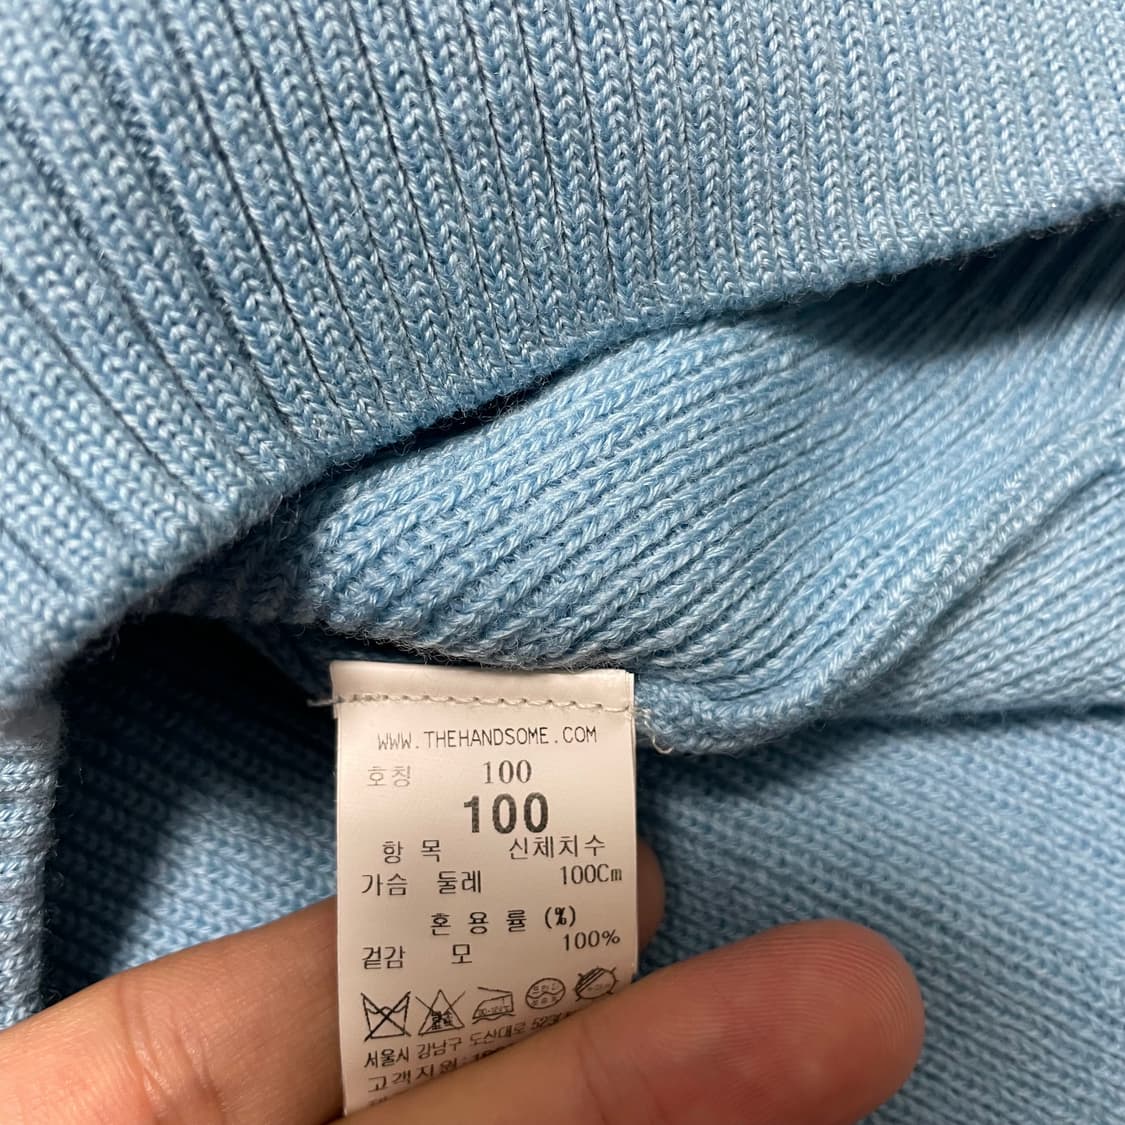 WWW.THEHANDSOME.COM
호칭 100
100
항 목 신체치수
가슴 둘레 100Cm
혼 용 률 (%)
겉감 모 100%
서울시 강남구 도산대로 523
고객지원: